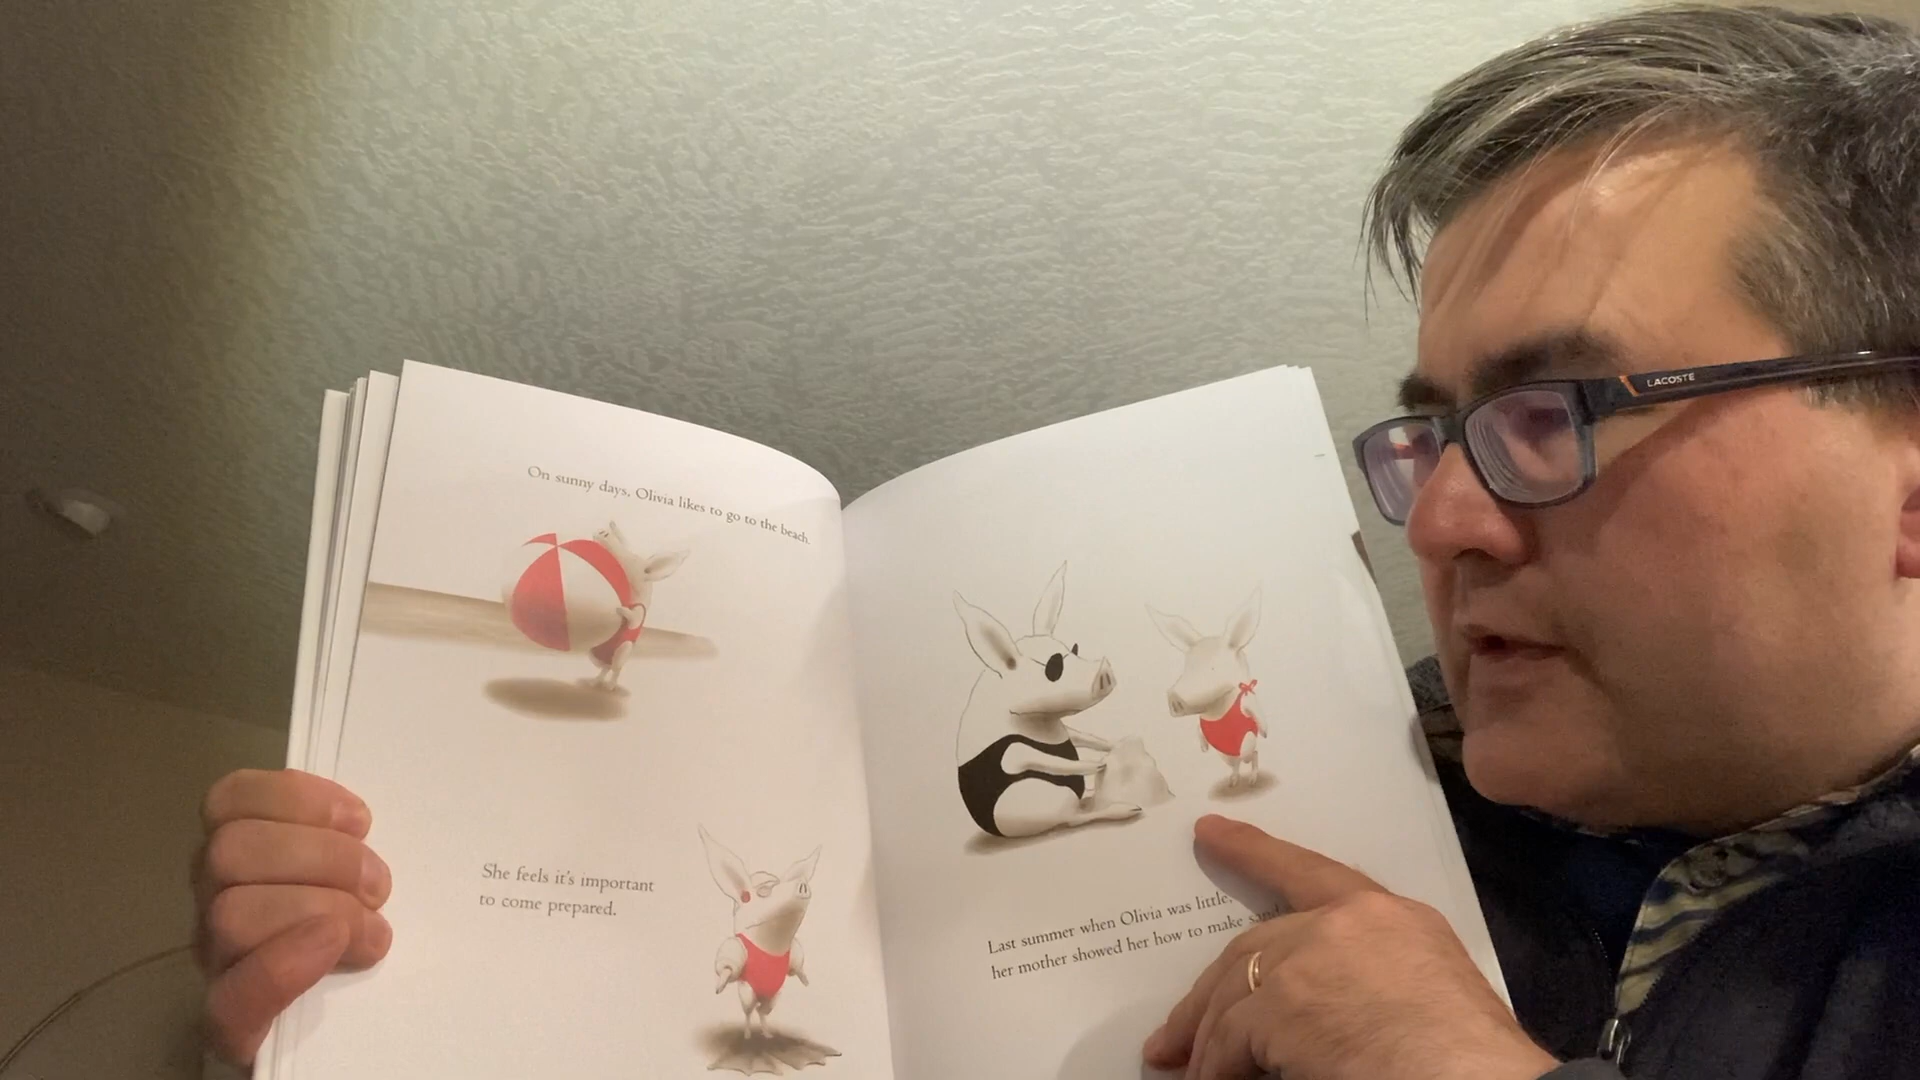 On sunny days, Olivia likes to go to the beach.
She feels it's important
to come prepared.
Last summer when Olivia was little,
her mother showed her how to make sand
LACOSTE